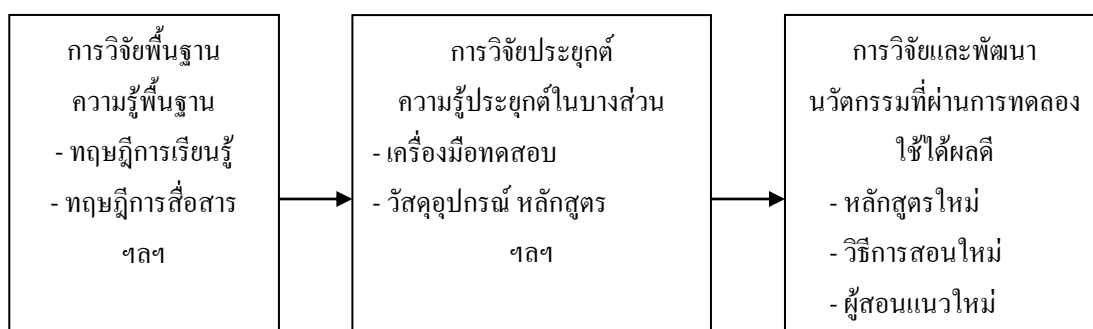 การวิจัยพื้นฐาน
ความรู้พื้นฐาน
- ทฤษฎีการเรียนรู้
- ทฤษฎีการสื่อสาร
ฯลฯ
การวิจัยประยุกต์
ความรู้ประยุกต์ในบางส่วน
- เครื่องมือทดสอบ
- วัสดุอุปกรณ์ หลักสูตร
ฯลฯ
การวิจัยและพัฒนา
นวัตกรรมที่ผ่านการทดลอง
ใช้ได้ผลดี
- หลักสูตรใหม่
- วิธีการสอนใหม่
- ผู้สอนแนวใหม่